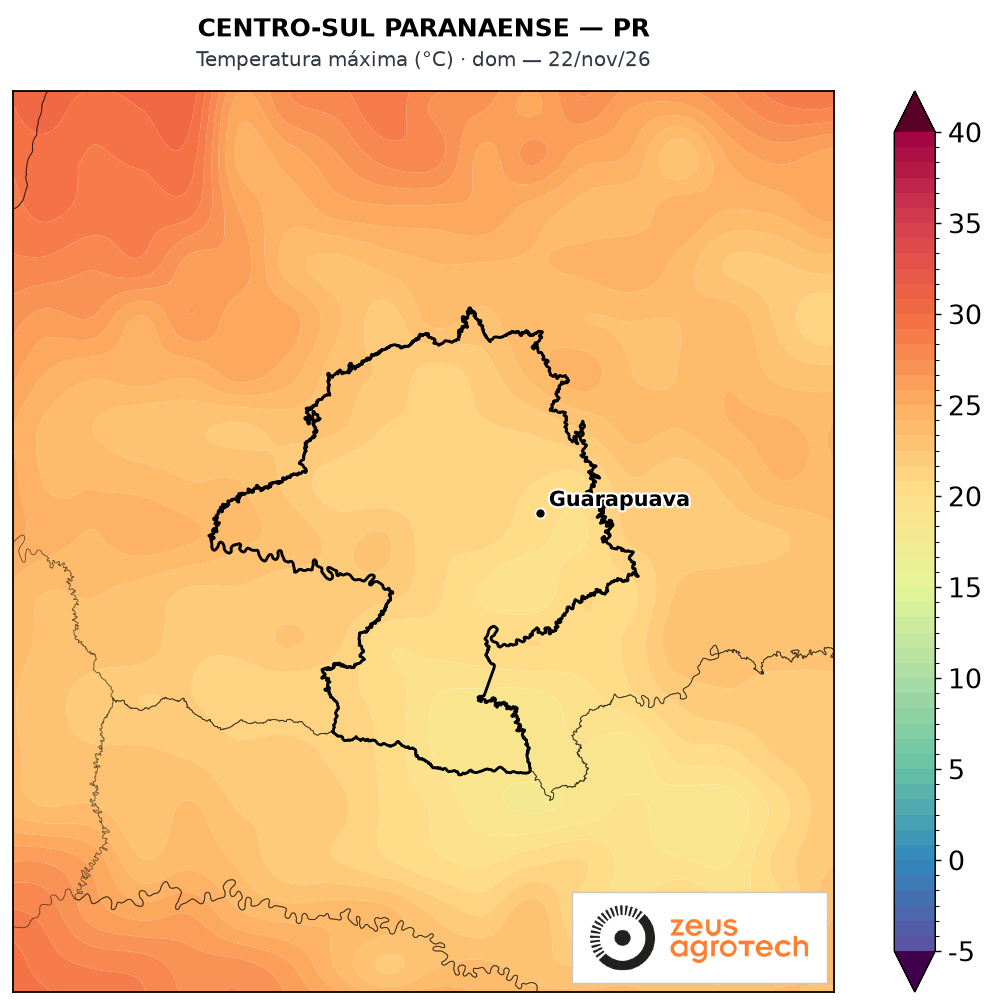 CENTRO-SUL PARANAENSE — PR
Temperatura máxima (°C) · dom — 22/nov/26
40
35
30
25
20
15
10
5
0
-5
Guarapuava
zeus
agrotech